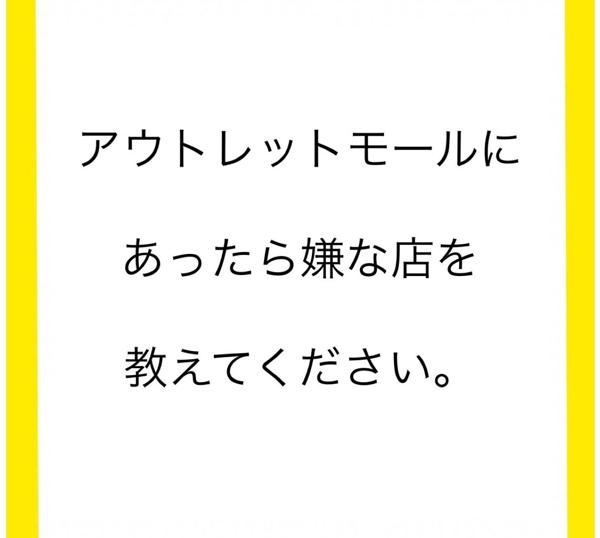 アウトレットモールに
あったら嫌な店を
教えてください。